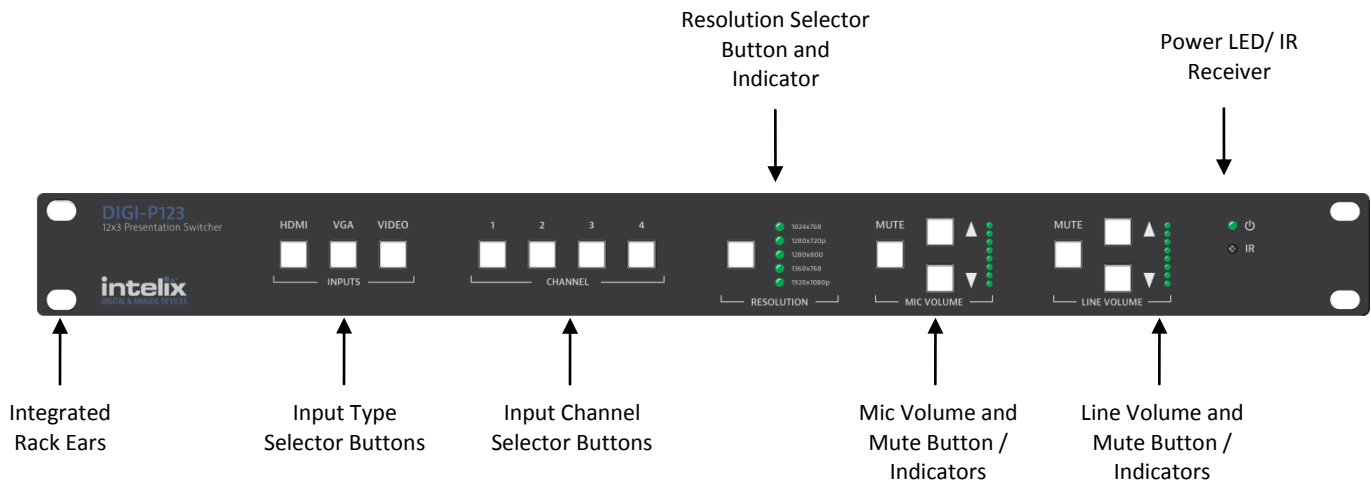 Resolution Selector
Button and
Indicator
Power LED/ IR
Receiver
DIGI-P123
12x3 Presentation Switcher
HDMI VGA VIDEO
INPUTS
1 2 3 4
CHANNEL
1024x768
1280x720p
1280x800
1360x768
1920x1080p
RESOLUTION
MUTE
MIC VOLUME
MUTE
LINE VOLUME
IR
intelix
DIGITAL & ANALOG DEVICES
Integrated
Rack Ears
Input Type
Selector Buttons
Input Channel
Selector Buttons
Mic Volume and
Mute Button /
Indicators
Line Volume and
Mute Button /
Indicators